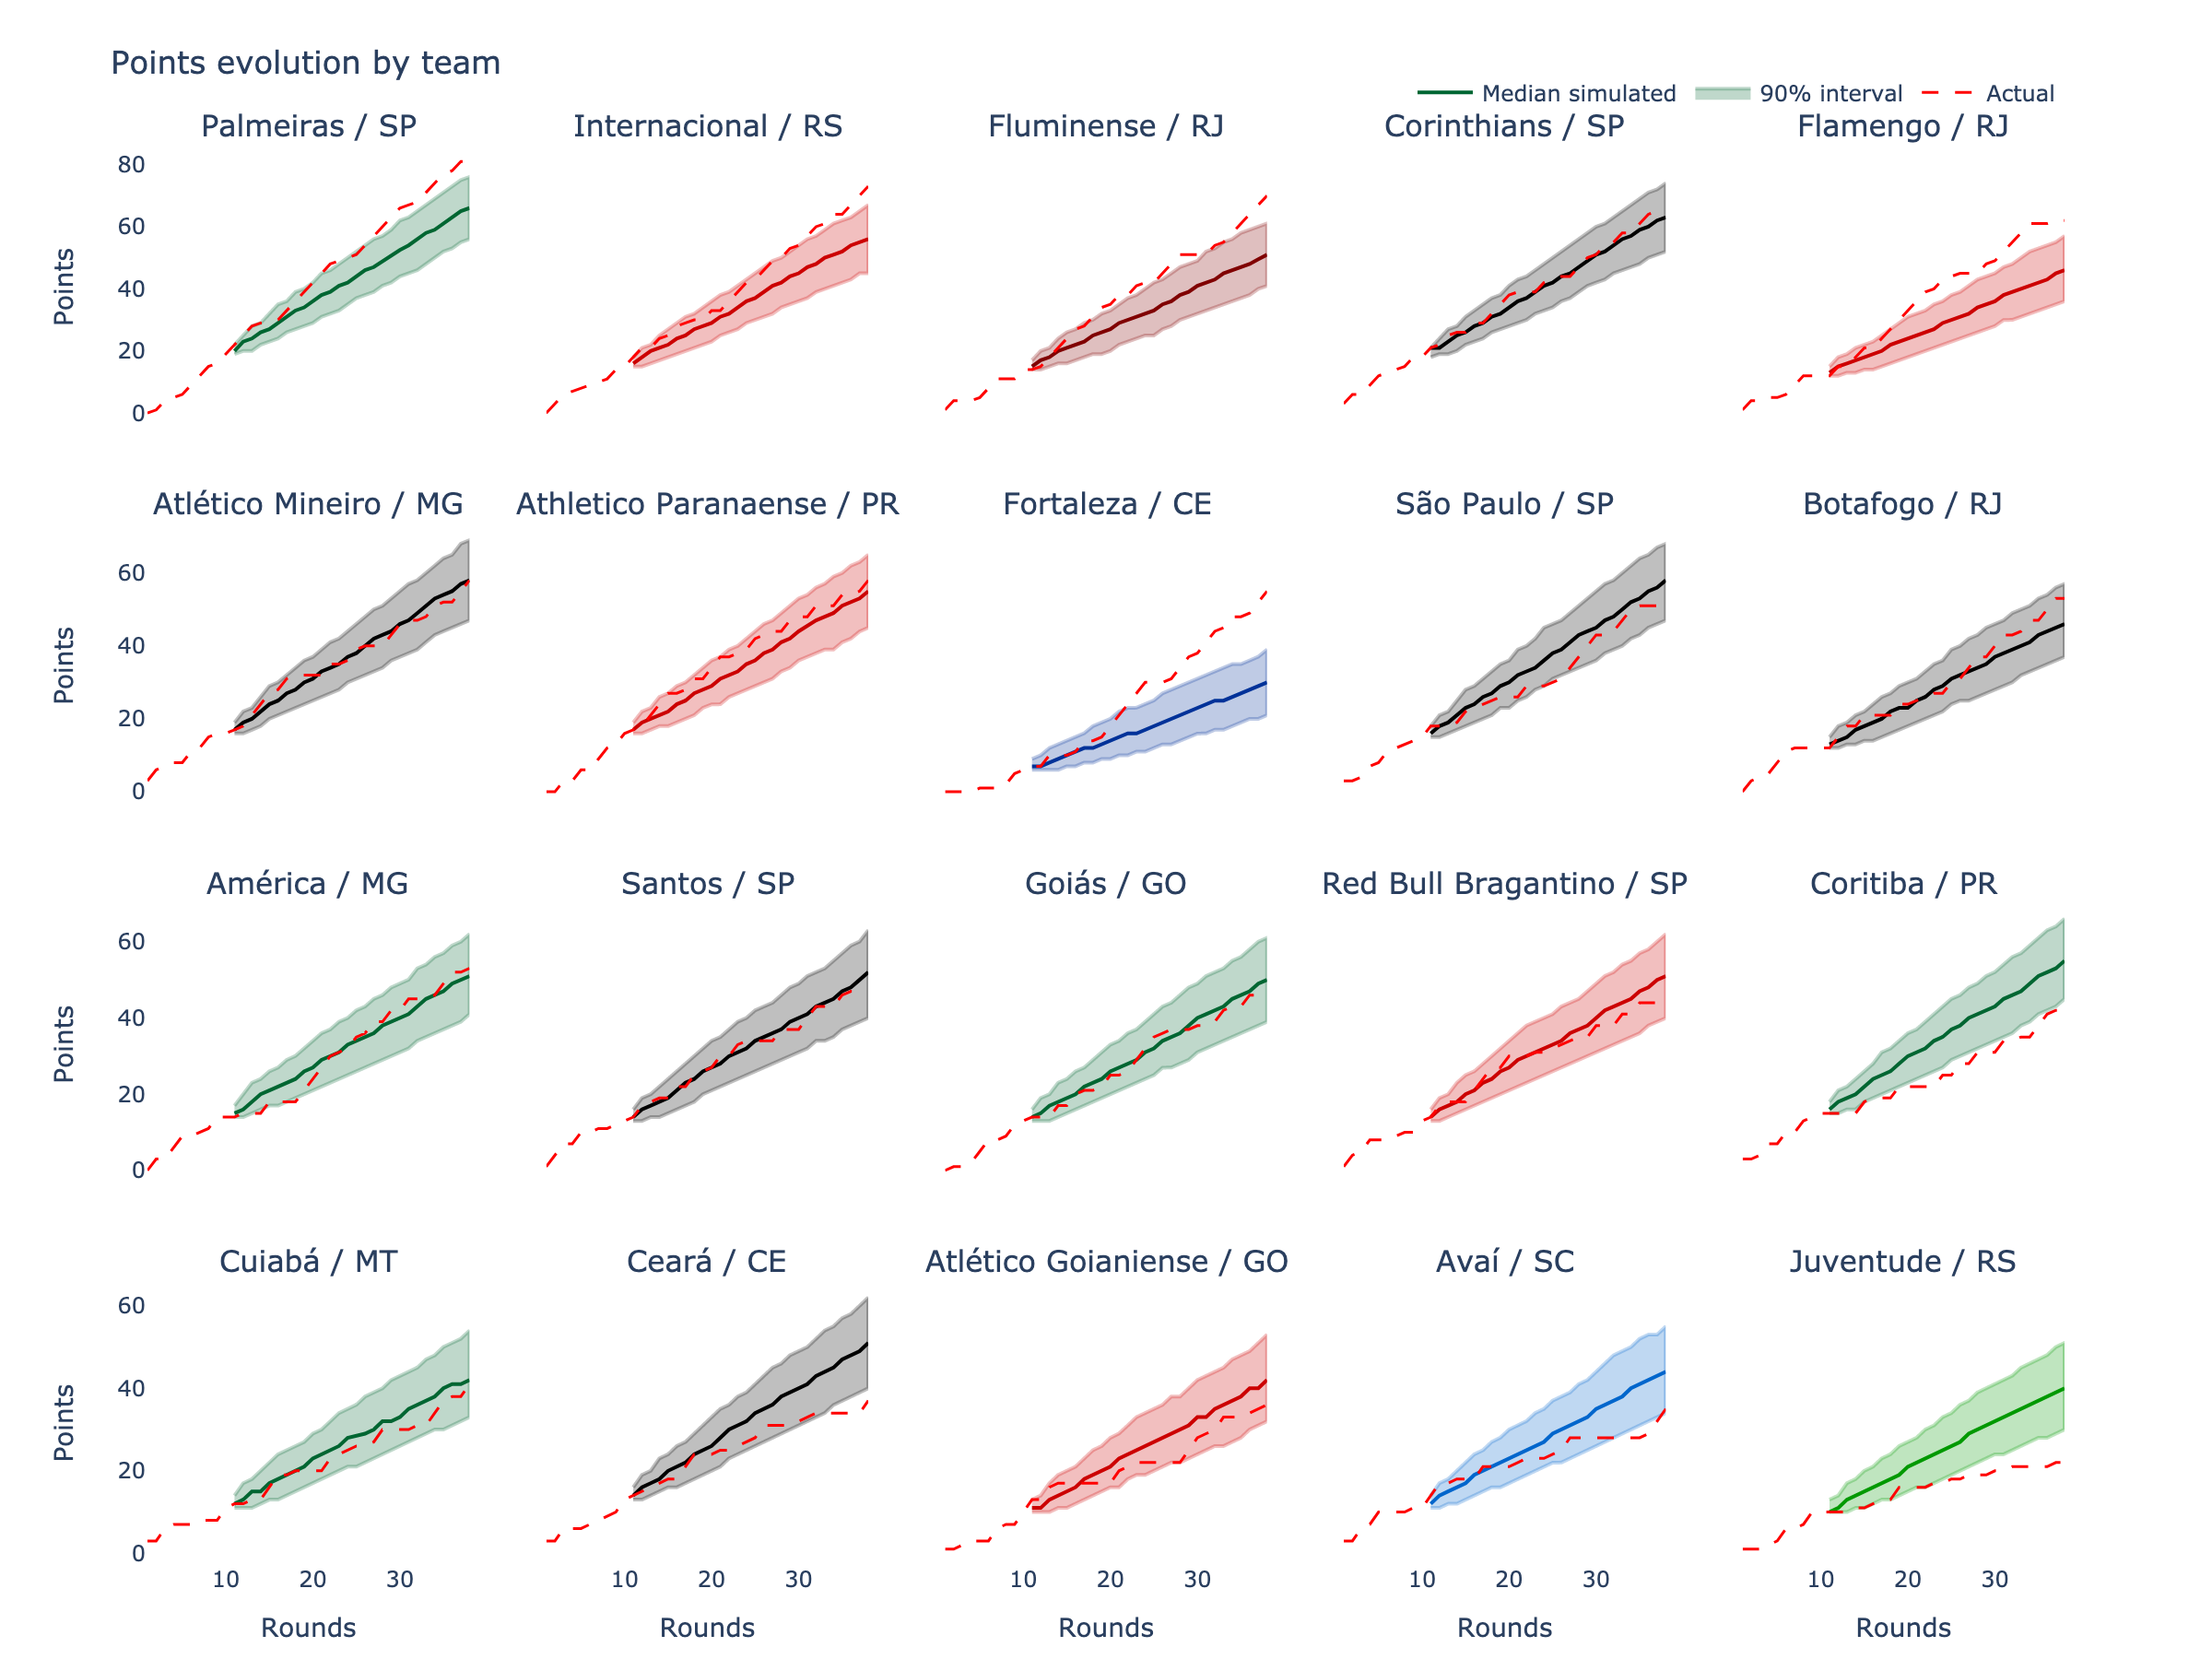 Points evolution by team
Median simulated 90% interval Actual
Palmeiras / SP Internacional / RS Fluminense / RJ Corinthians / SP Flamengo / RJ
80
60
40
20
0
Points
Atlético Mineiro / MG Athletico Paranaense / PR Fortaleza / CE São Paulo / SP Botafogo / RJ
60
40
20
0
Points
América / MG Santos / SP Goiás / GO Red Bull Bragantino / SP Coritiba / PR
60
40
20
0
Points
Cuiabá / MT Ceará / CE Atlético Goianiense / GO Avaí / SC Juventude / RS
60
40
20
0
Points
10 20 30 10 20 30 10 20 30 10 20 30 10 20 30
Rounds Rounds Rounds Rounds Rounds